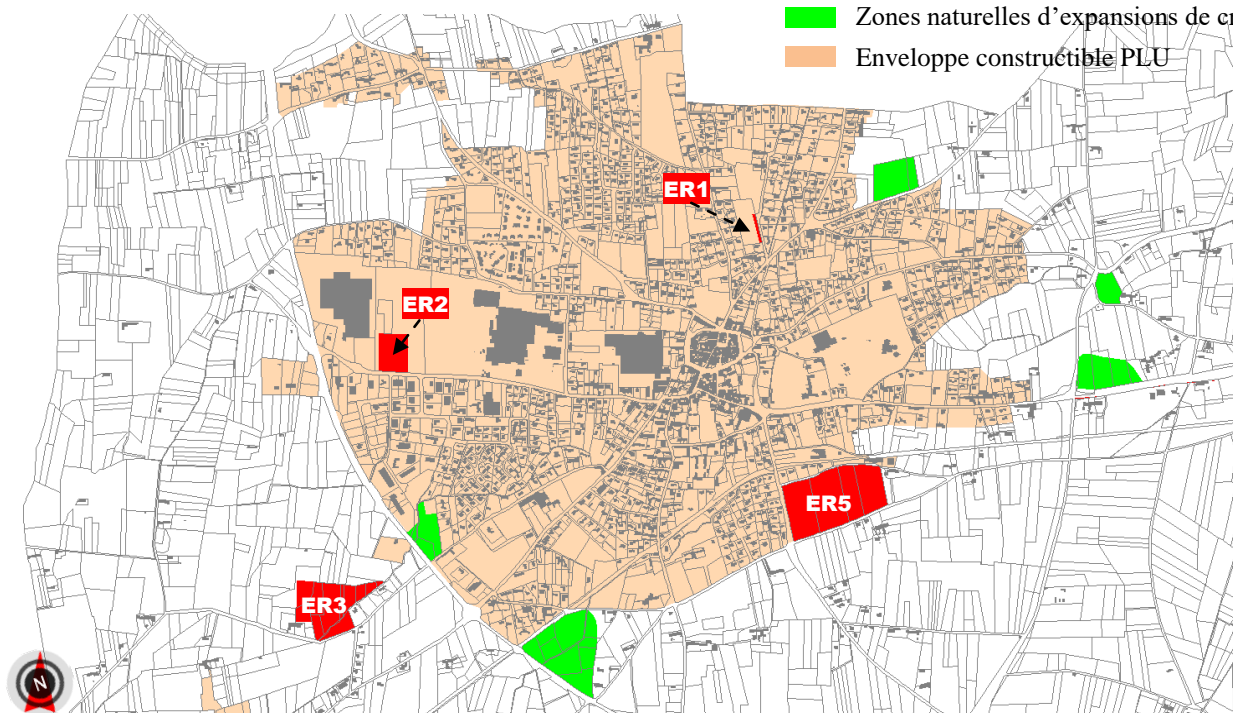 Zones naturelles d’expansions de
Enveloppe constructible PLU
ER1
ER2
ER5
ER3
N